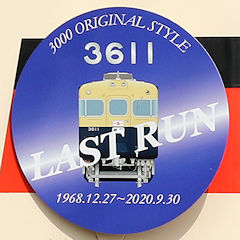 3000 ORIGINAL STYLE
3611
3611
LAST RUN
1968.12.27~2020.9.30